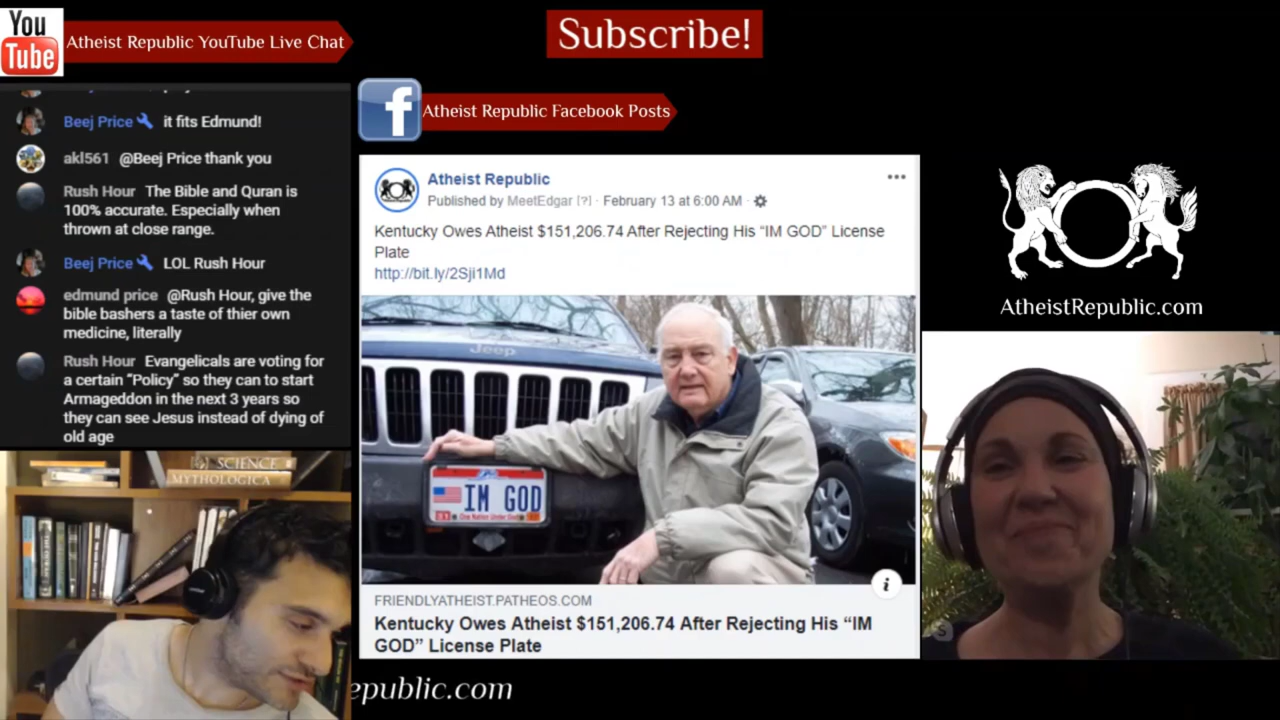 You
Tube
Atheist Republic YouTube Live Chat
Subscribe!
Beej Price it fits Edmund!
akl561 @Beej Price thank you
Rush Hour The Bible and Quran is
100% accurate. Especially when
thrown at close range.
Beej Price LOL Rush Hour
edmund price @Rush Hour, give the
bible bashers a taste of thier own
medicine, literally
Rush Hour Evangelicals are voting for
a certain “Policy” so they can to start
Armageddon in the next 3 years so
they can see Jesus instead of dying of
old age
f
Atheist Republic Facebook Posts
Atheist Republic
Published by MeetEdgar [?] · February 13 at 6:00 AM ·
Kentucky Owes Atheist $151,206.74 After Rejecting His “IM GOD” License
Plate
http://bit.ly/2Sji1Md
Jeep
IM GOD
One Nation Under God
i
FRIENDLYATHEIST.PATHEOS.COM
Kentucky Owes Atheist $151,206.74 After Rejecting His “IM
GOD” License Plate
AtheistRepublic.com
SCIENCE
MYTHOLOGICA
S
epublic.com